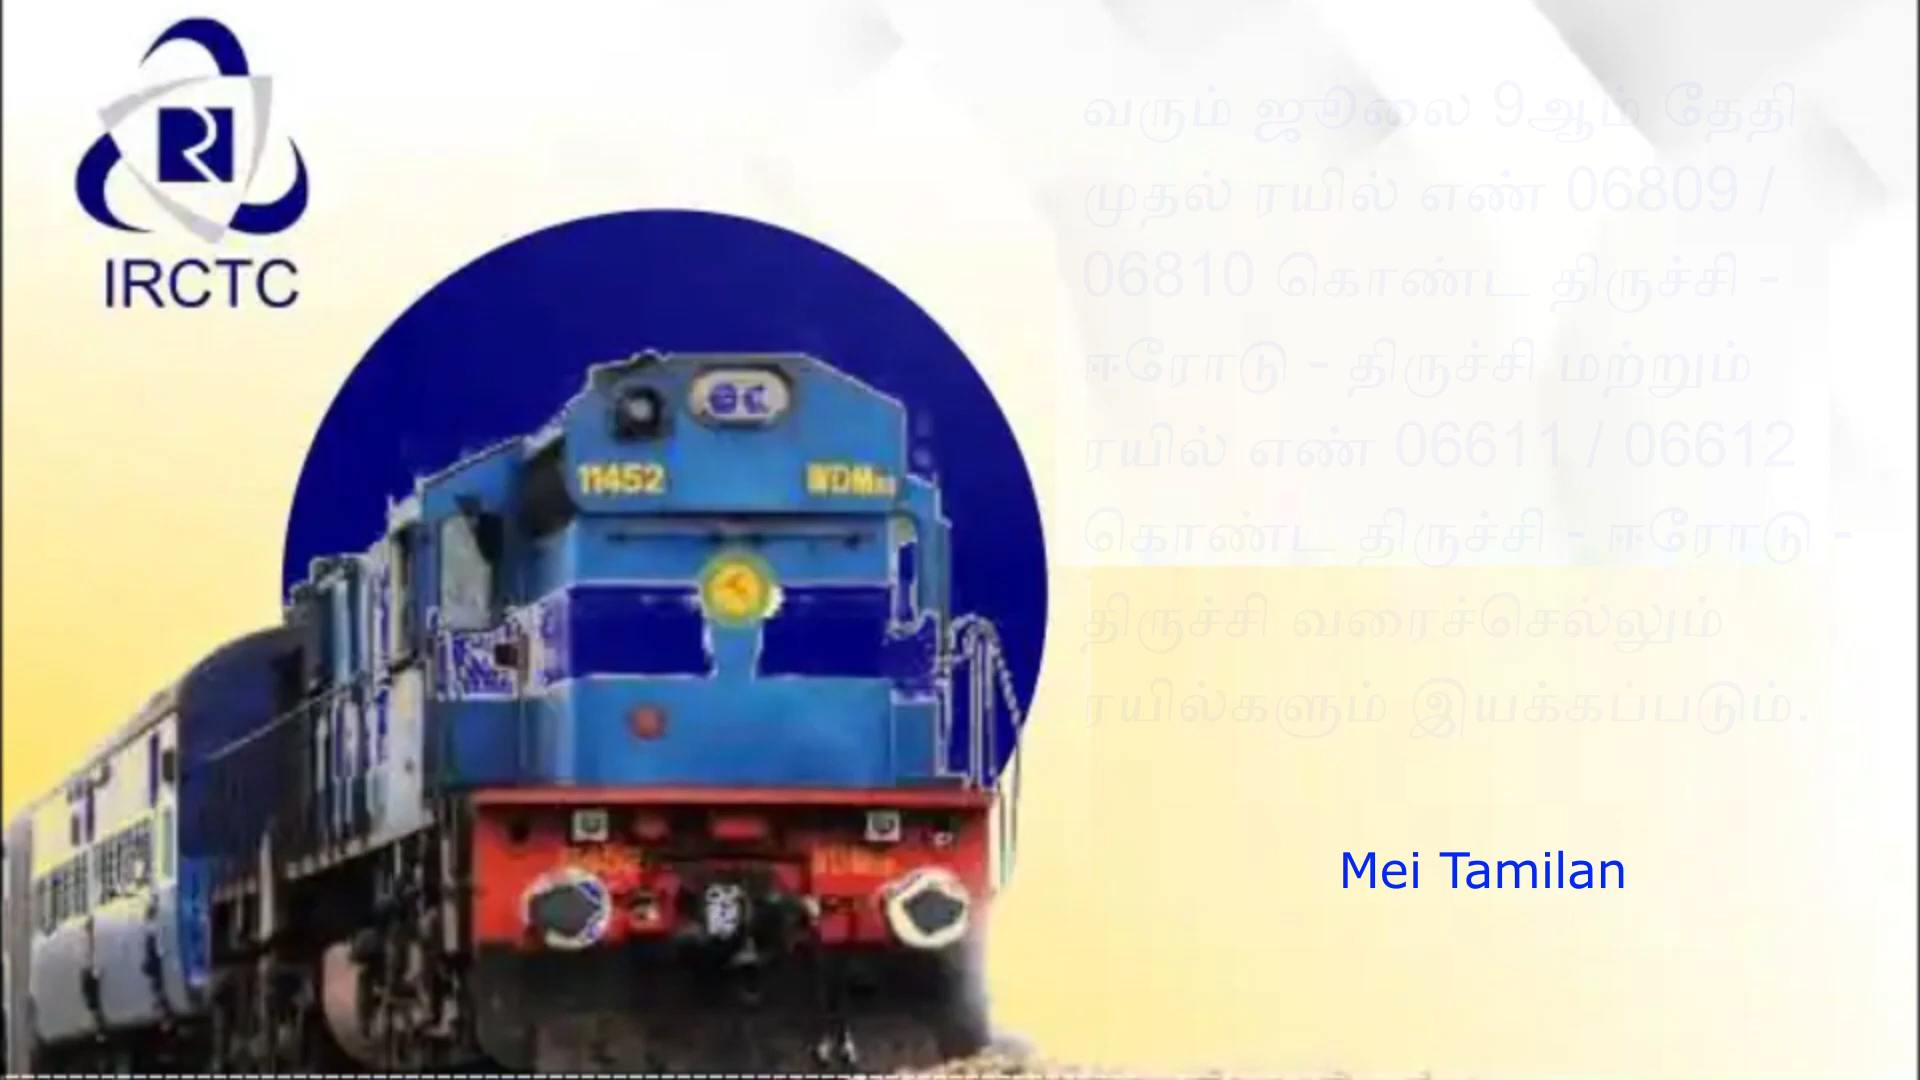 IRCTC
வரும் ஜூலை 9ஆம் தேதி
முதல் ரயில் எண் 06809 /
06810 கொண்ட திருச்சி -
ஈரோடு - திருச்சி மற்றும்
ரயில் எண் 06611 / 06612
கொண்ட திருச்சி - ஈரோடு -
திருச்சி வரைச்செல்லும்
ரயில்களும் இயக்கப்படும்.
11452 WDM
Mei Tamilan